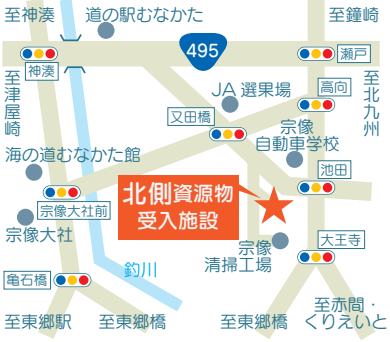 至神湊
道の駅むなかた
至鐘崎
495
神湊
瀬戸
至津屋崎
JA 選果場
高向
至北九州
又田橋
宗像
自動車学校
海の道むなかた館
池田
北側資源物
受入施設
宗像大社前
宗像大社
大王寺
宗像
清掃工場
釣川
亀石橋
至赤間・
くりえいと
至東郷駅
至東郷橋
至東郷橋